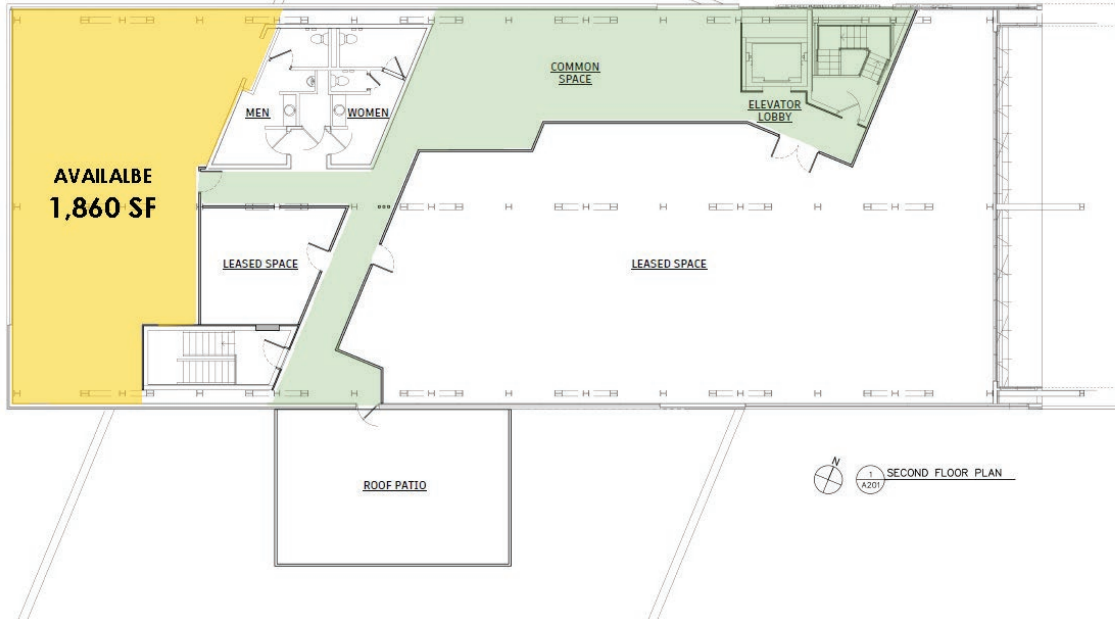 COMMON
SPACE
ELEVATOR
LOBBY
MEN
WOMEN
AVAILALBE
1,860 SF
LEASED SPACE
LEASED SPACE
ROOF PATIO
N
1
A201
SECOND FLOOR PLAN